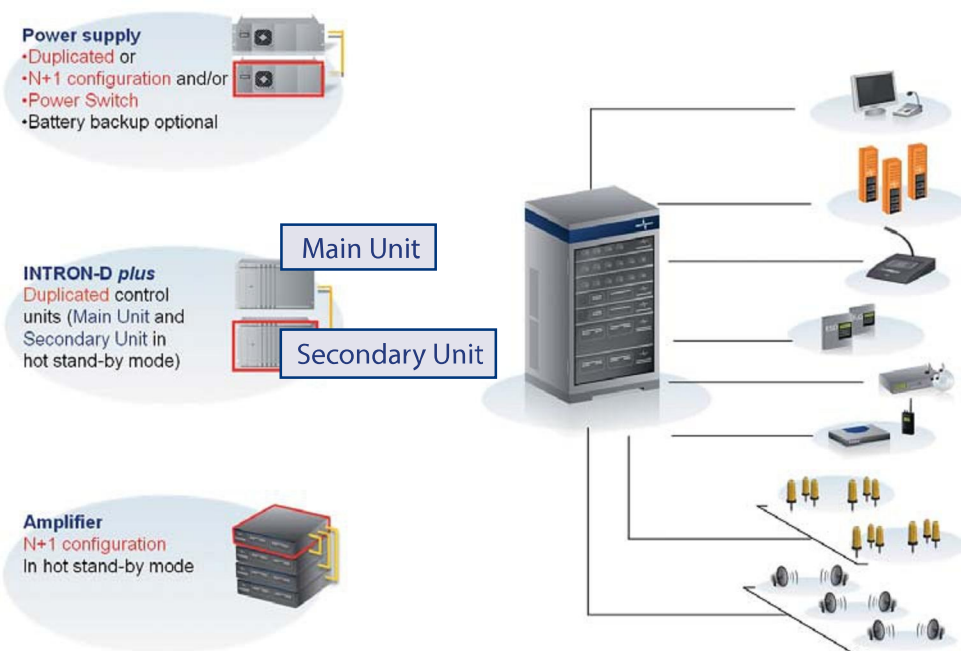 Power supply
•Duplicated or
•N+1 configuration and/or
•Power Switch
•Battery backup optional
Main Unit
INTRON-D plus
Duplicated control
units (Main Unit and
Secondary Unit in
hot stand-by mode)
Secondary Unit
Amplifier
N+1 configuration
In hot stand-by mode